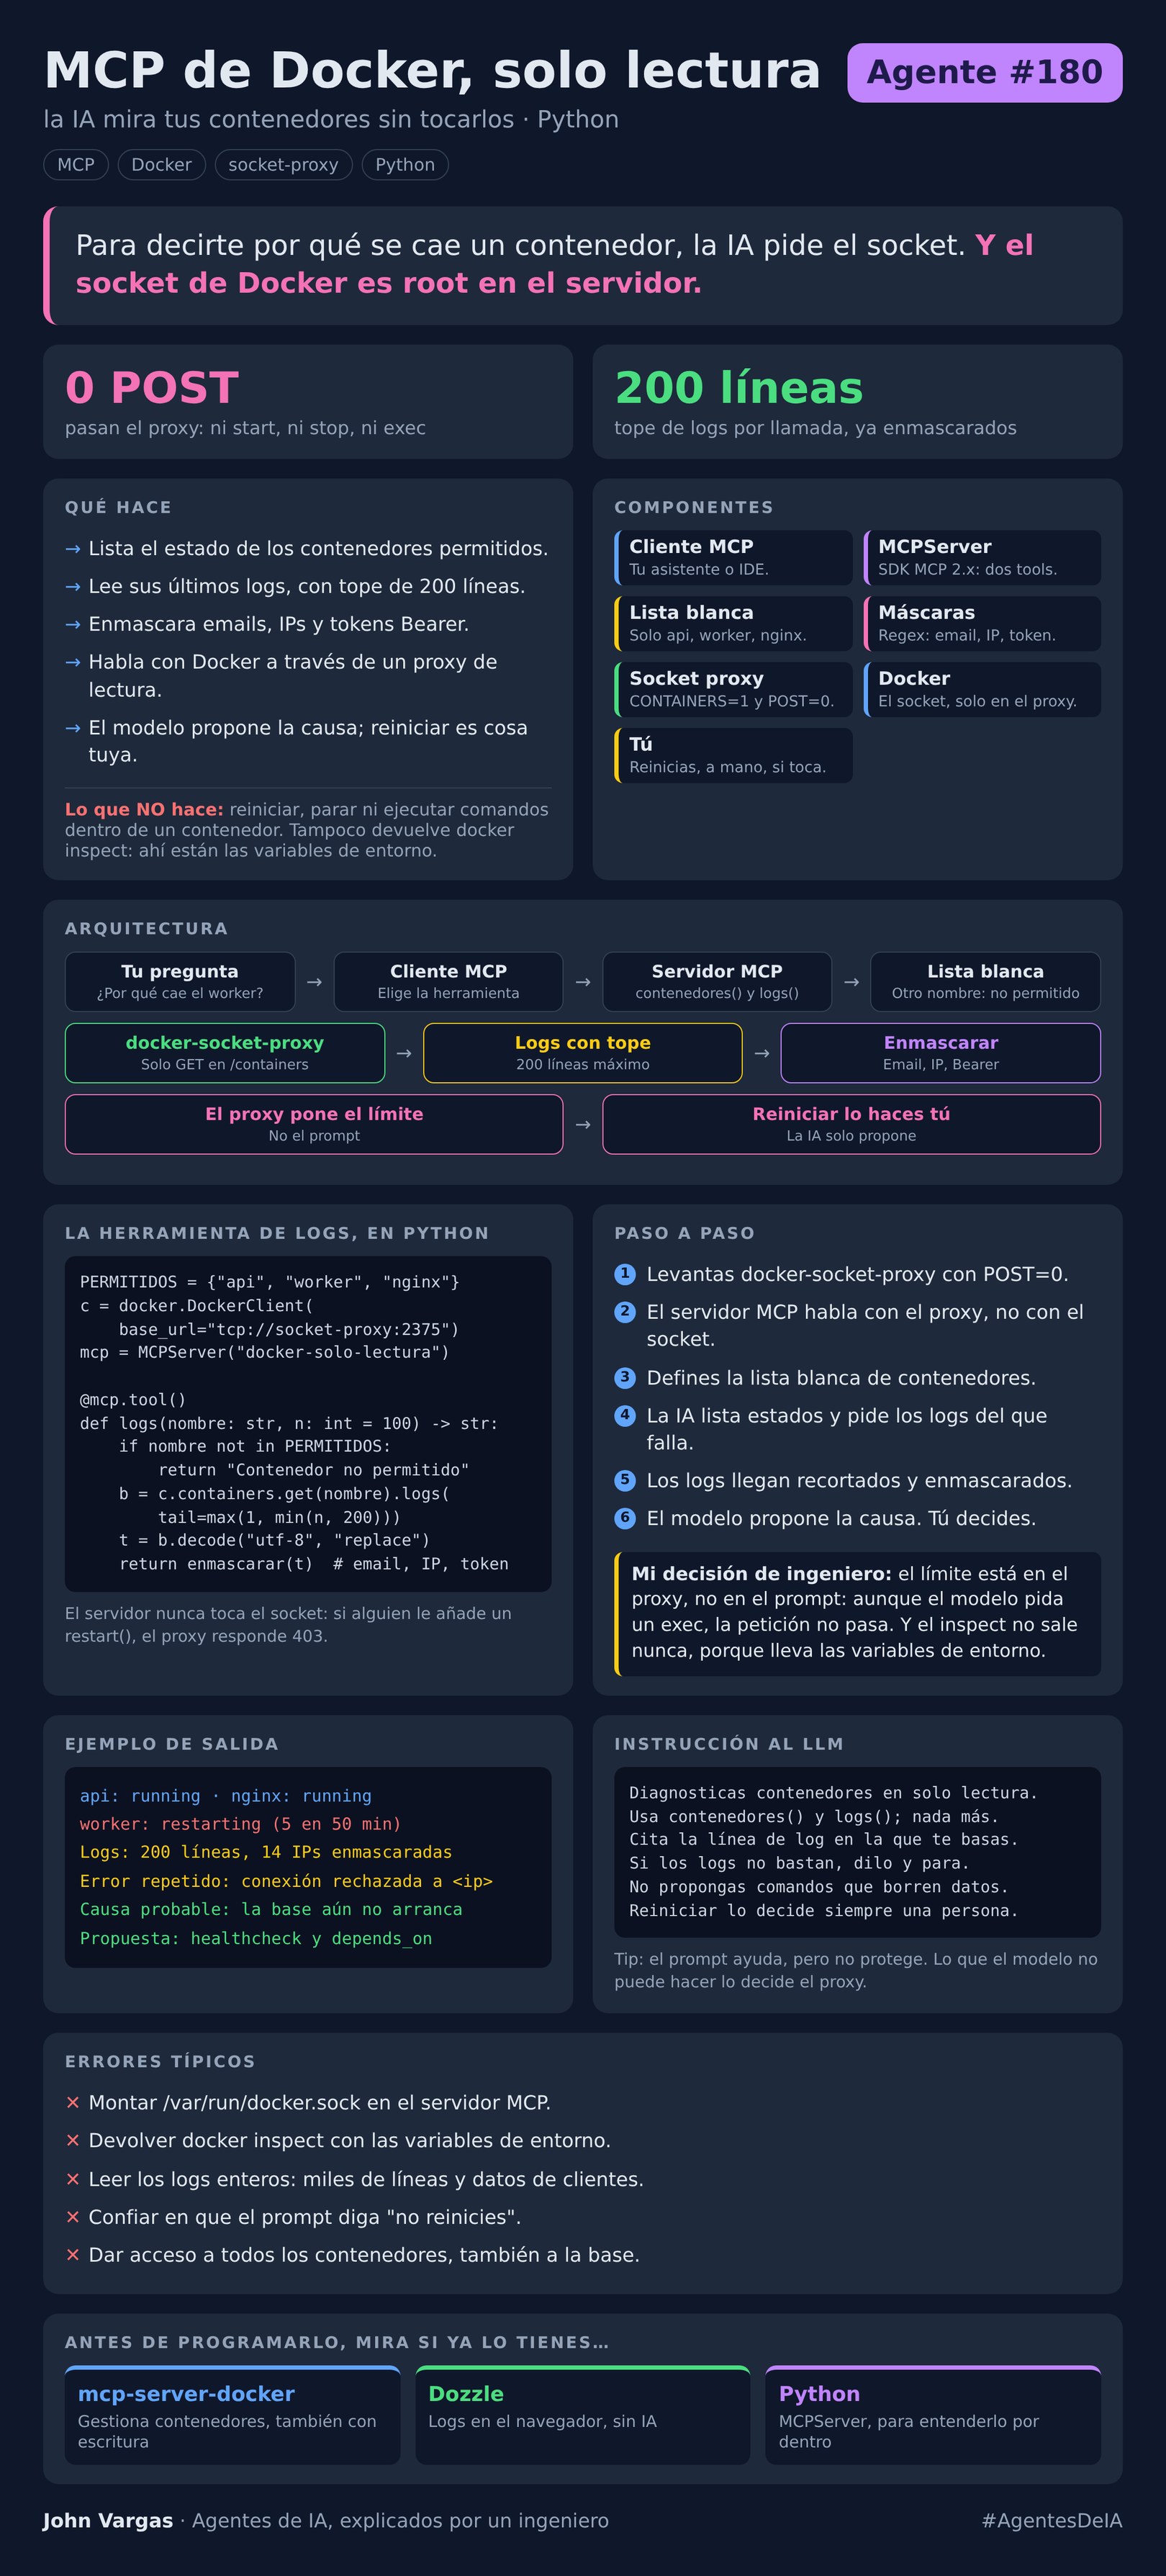 MCP de Docker, solo lectura
Agente #180
la IA mira tus contenedores sin tocarlos · Python
MCP
Docker
socket-proxy
Python
Para decirte por qué se cae un contenedor, la IA pide el socket. Y el
socket de Docker es root en el servidor.
0 POST
pasan el proxy: ni start, ni stop, ni exec
200 líneas
tope de logs por llamada, ya enmascarados
QUÉ HACE
→ Lista el estado de los contenedores permitidos.
→ Lee sus últimos logs, con tope de 200 líneas.
→ Enmascara emails, IPs y tokens Bearer.
→ Habla con Docker a través de un proxy de
lectura.
→ El modelo propone la causa; reiniciar es cosa
tuya.
Lo que NO hace: reiniciar, parar ni ejecutar comandos
dentro de un contenedor. Tampoco devuelve docker
inspect: ahí están las variables de entorno.
COMPONENTES
Cliente MCP
Tu asistente o IDE.
MCPServer
SDK MCP 2.x: dos tools.
Lista blanca
Solo api, worker, nginx.
Máscaras
Regex: email, IP, token.
Socket proxy
CONTAINERS=1 y POST=0.
Docker
El socket, solo en el proxy.
Tú
Reinicias, a mano, si toca.
ARQUITECTURA
Tu pregunta
¿Por qué cae el worker?
→
Cliente MCP
Elige la herramienta
→
Servidor MCP
contenedores() y logs()
→
Lista blanca
Otro nombre: no permitido
docker-socket-proxy
Solo GET en /containers
→
Logs con tope
200 líneas máximo
→
Enmascarar
Email, IP, Bearer
El proxy pone el límite
No el prompt
→
Reiniciar lo haces tú
La IA solo propone
LA HERRAMIENTA DE LOGS, EN PYTHON
PERMITIDOS = {"api", "worker", "nginx"}
c = docker.DockerClient(
    base_url="tcp://socket-proxy:2375")
mcp = MCPServer("docker-solo-lectura")
@mcp.tool()
def logs(nombre: str, n: int = 100) -> str:
    if nombre not in PERMITIDOS:
        return "Contenedor no permitido"
    b = c.containers.get(nombre).logs(
        tail=max(1, min(n, 200)))
    t = b.decode("utf-8", "replace")
    return enmascarar(t)  # email, IP, token
El servidor nunca toca el socket: si alguien le añade un
restart(), el proxy responde 403.
PASO A PASO
1 Levantas docker-socket-proxy con POST=0.
2 El servidor MCP habla con el proxy, no con el
socket.
3 Defines la lista blanca de contenedores.
4 La IA lista estados y pide los logs del que
falla.
5 Los logs llegan recortados y enmascarados.
6 El modelo propone la causa. Tú decides.
Mi decisión de ingeniero: el límite está en el
proxy, no en el prompt: aunque el modelo pida
un exec, la petición no pasa. Y el inspect no sale
nunca, porque lleva las variables de entorno.
EJEMPLO DE SALIDA
api: running · nginx: running
worker: restarting (5 en 50 min)
Logs: 200 líneas, 14 IPs enmascaradas
Error repetido: conexión rechazada a <ip>
Causa probable: la base aún no arranca
Propuesta: healthcheck y depends_on
INSTRUCCIÓN AL LLM
Diagnosticas contenedores en solo lectura.
Usa contenedores() y logs(); nada más.
Cita la línea de log en la que te basas.
Si los logs no bastan, dilo y para.
No propongas comandos que borren datos.
Reiniciar lo decide siempre una persona.
Tip: el prompt ayuda, pero no protege. Lo que el modelo no
puede hacer lo decide el proxy.
ERRORES TÍPICOS
✕ Montar /var/run/docker.sock en el servidor MCP.
✕ Devolver docker inspect con las variables de entorno.
✕ Leer los logs enteros: miles de líneas y datos de clientes.
✕ Confiar en que el prompt diga "no reinicies".
✕ Dar acceso a todos los contenedores, también a la base.
ANTES DE PROGRAMARLO, MIRA SI YA LO TIENES…
mcp-server-docker
Gestiona contenedores, también con
escritura
Dozzle
Logs en el navegador, sin IA
Python
MCPServer, para entenderlo por
dentro
John Vargas · Agentes de IA, explicados por un ingeniero
#AgentesDeIA